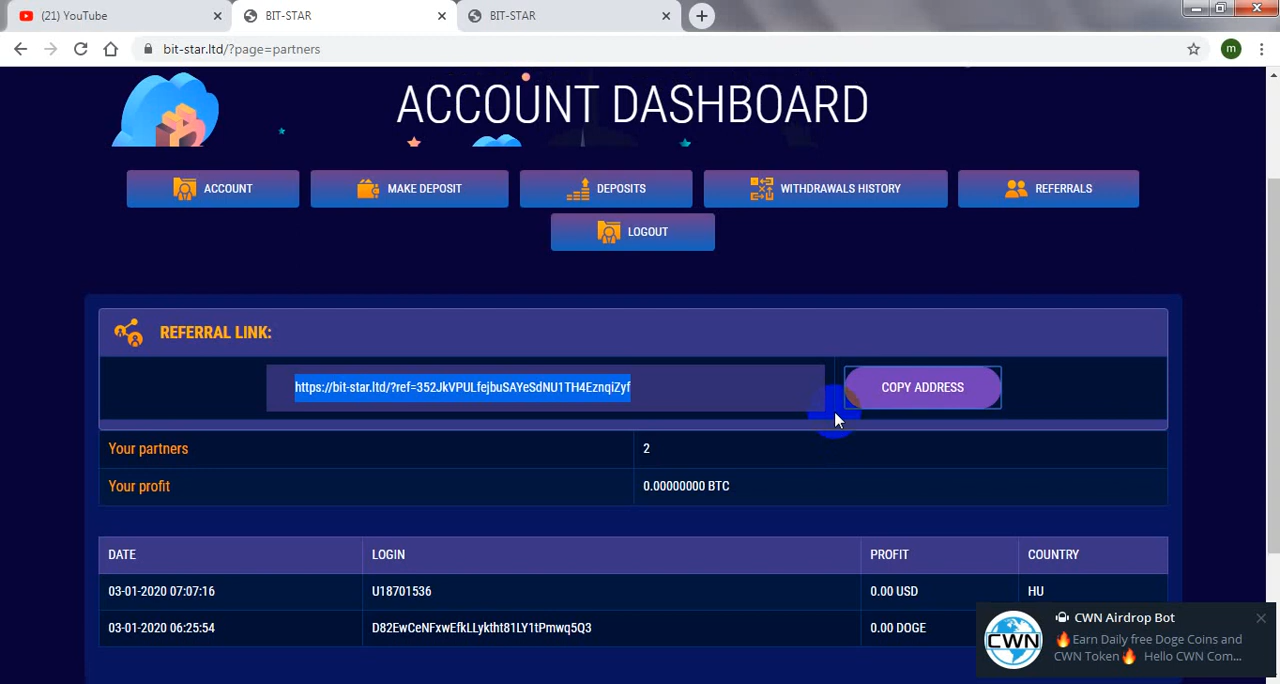 (21) YouTube
BIT-STAR
BIT-STAR
bit-star.ltd/?page=partners
m
ACCOUNT DASHBOARD
ACCOUNT
MAKE DEPOSIT
DEPOSITS
WITHDRAWALS HISTORY
REFERRALS
LOGOUT
REFERRAL LINK:
https://bit-star.ltd/?ref=352JkVPULfejbuSAYeSdNU1TH4EznqiZyf
COPY ADDRESS
Your partners 2
Your profit 0.00000000 BTC
DATE LOGIN PROFIT COUNTRY
03-01-2020 07:07:16 U18701536 0.00 USD HU
03-01-2020 06:25:54 D82EwCeNFxwEfkLLyktht81LY1tPmwq5Q3 0.00 DOGE
CWN
CWN Airdrop Bot
🔥Earn Daily free Doge Coins and
CWN Token🔥 Hello CWN Com...